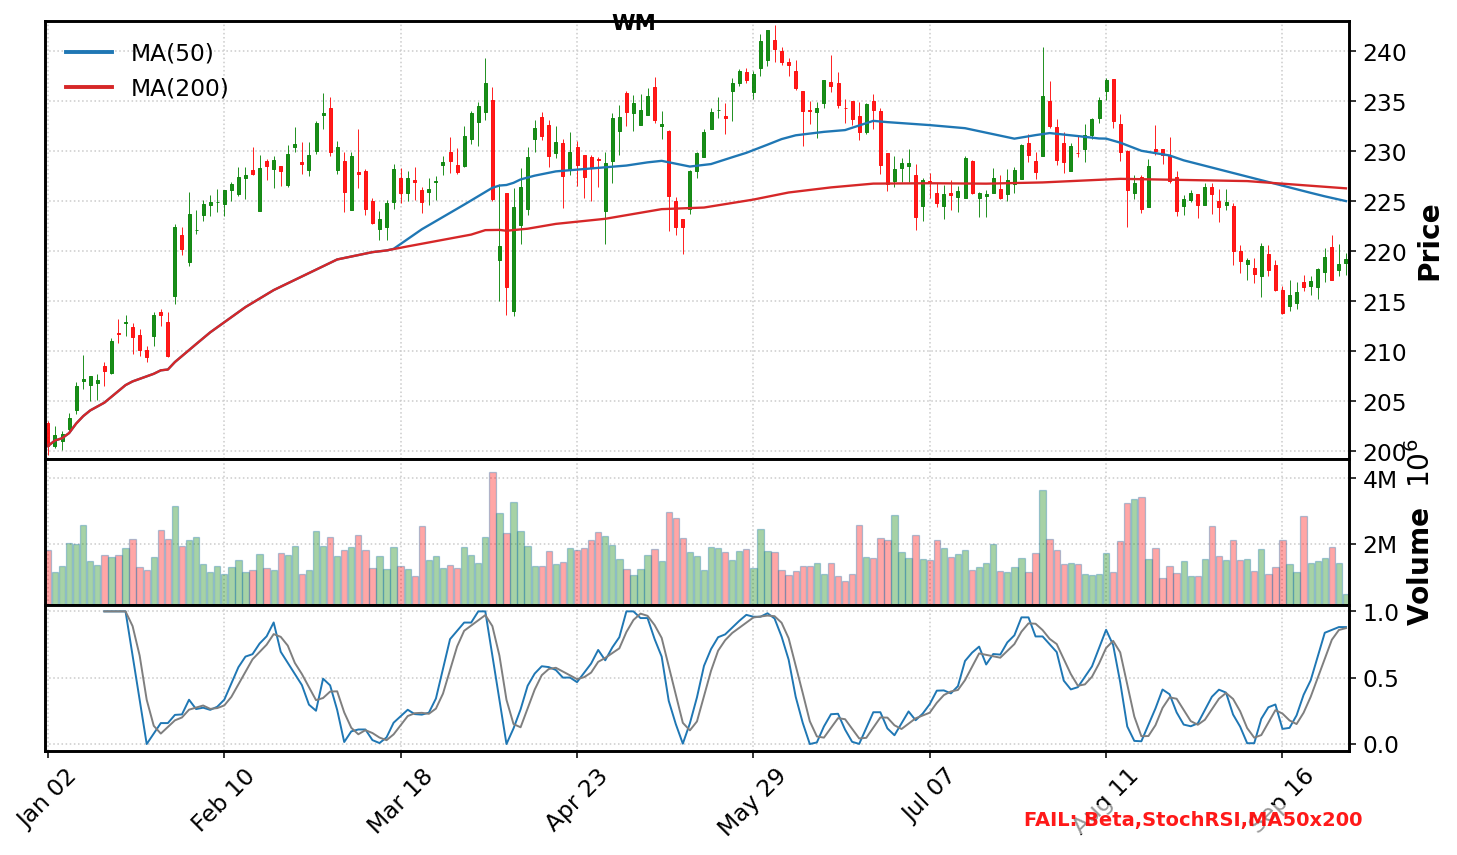 WM
MA(50)
MA(200)
240
235
230
225
220
215
210
205
200
Price
10^6
4M
2M
Volume
1.0
0.5
0.0
Jan 02
Feb 10
Mar 18
Apr 23
May 29
Jul 07
Aug 11
Sep 16
FAIL: Beta,StochRSI,MA50x200